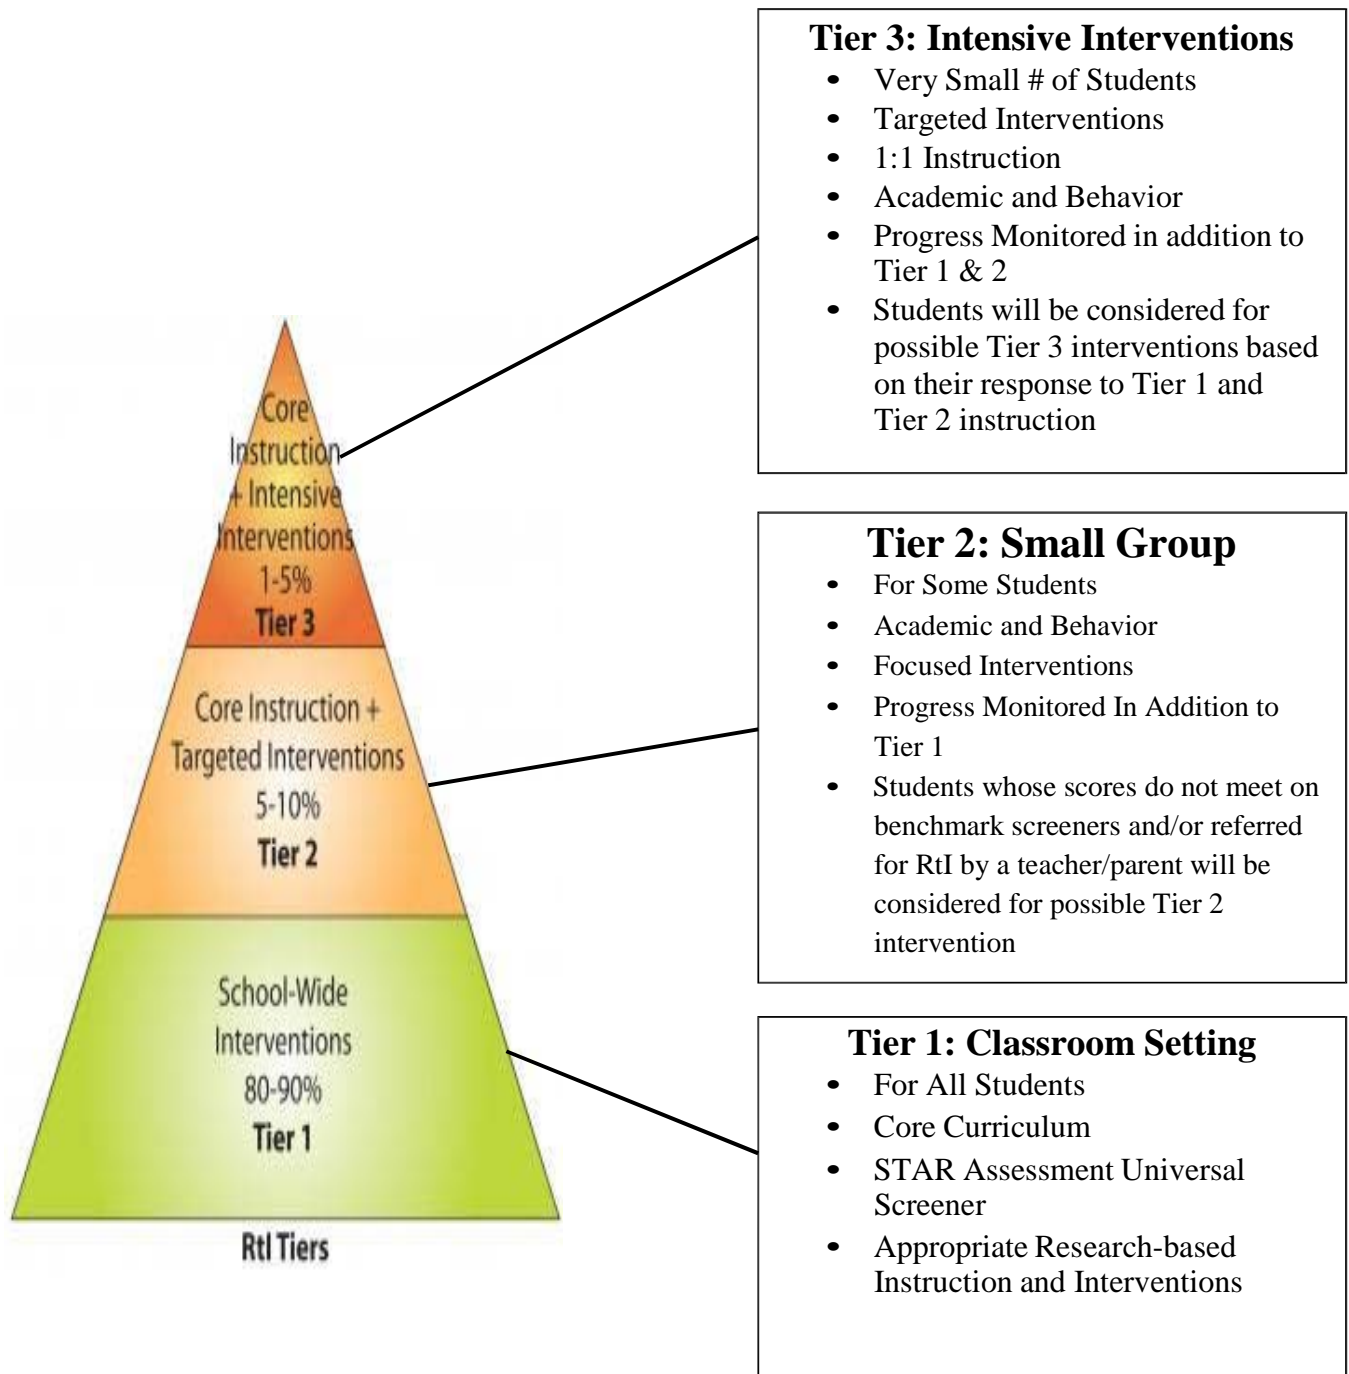 Tier 3: Intensive Interventions
• Very Small # of Students
• Targeted Interventions
• 1:1 Instruction
• Academic and Behavior
• Progress Monitored in addition to
Tier 1 & 2
• Students will be considered for
possible Tier 3 interventions based
on their response to Tier 1 and
Tier 2 instruction
Core
Instruction
+ Intensive
Interventions
1-5%
Tier 3
Tier 2: Small Group
• For Some Students
• Academic and Behavior
• Focused Interventions
• Progress Monitored In Addition to
Tier 1
• Students whose scores do not meet on
benchmark screeners and/or referred
for RtI by a teacher/parent will be
considered for possible Tier 2
intervention
Core Instruction +
Targeted Interventions
5-10%
Tier 2
Tier 1: Classroom Setting
• For All Students
• Core Curriculum
• STAR Assessment Universal
Screener
• Appropriate Research-based
Instruction and Interventions
School-Wide
Interventions
80-90%
Tier 1
RtI Tiers